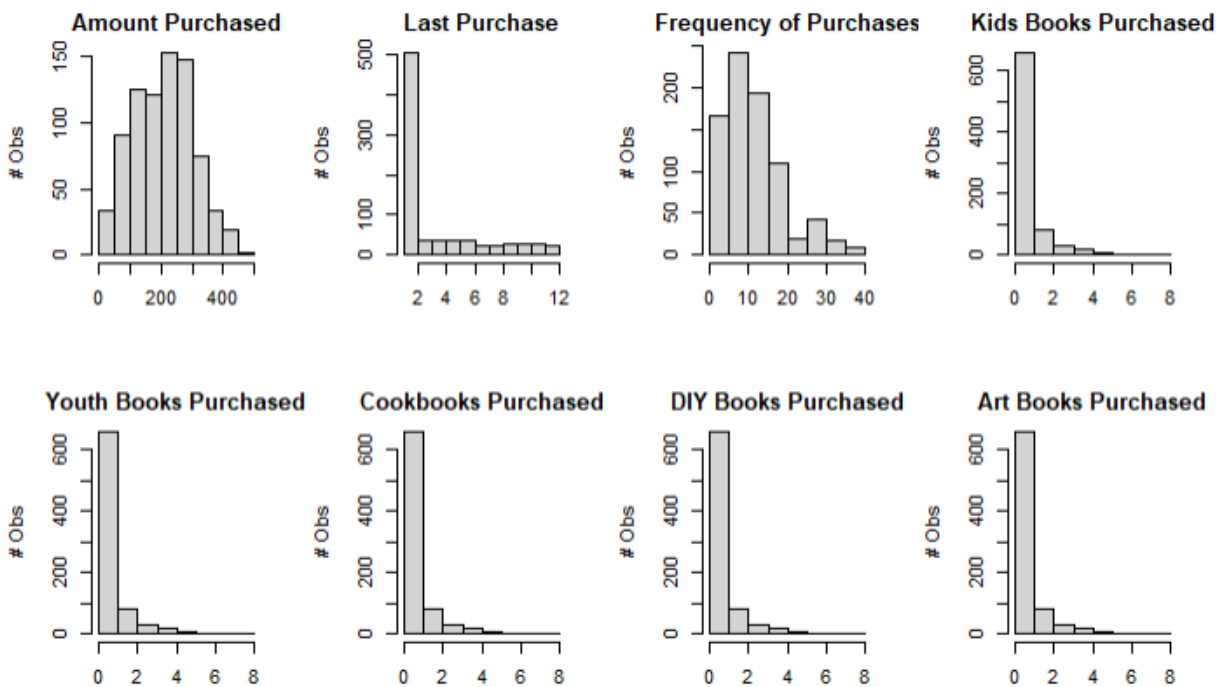 Amount Purchased
Last Purchase
Frequency of Purchases
Kids Books Purchased
# Obs
0 50 100 150
0 200 400
# Obs
0 100 300 500
2 4 6 8 12
# Obs
0 50 100 200
0 10 20 30 40
# Obs
0 200 400 600
0 2 4 6 8
Youth Books Purchased
Cookbooks Purchased
DIY Books Purchased
Art Books Purchased
# Obs
0 200 400 600
0 2 4 6 8
# Obs
0 200 400 600
0 2 4 6 8
# Obs
0 200 400 600
0 2 4 6 8
# Obs
0 200 400 600
0 2 4 6 8